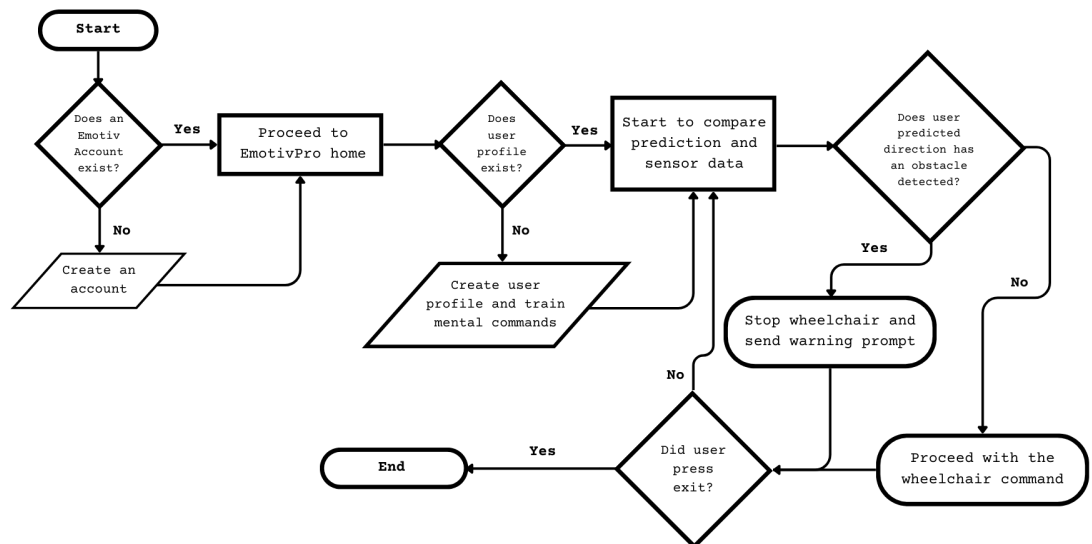 Start
Does an
Emotiv
Account
exist?
Yes
No
Create an
account
Proceed to
EmotivPro home
Does
user
profile
exist?
Yes
No
Create user
profile and train
mental commands
Start to compare
prediction and
sensor data
Does user
predicted
direction has
an obstacle
detected?
Yes
No
Stop wheelchair and
send warning prompt
Proceed with the
wheelchair command
Did user
press
exit?
No
Yes
End